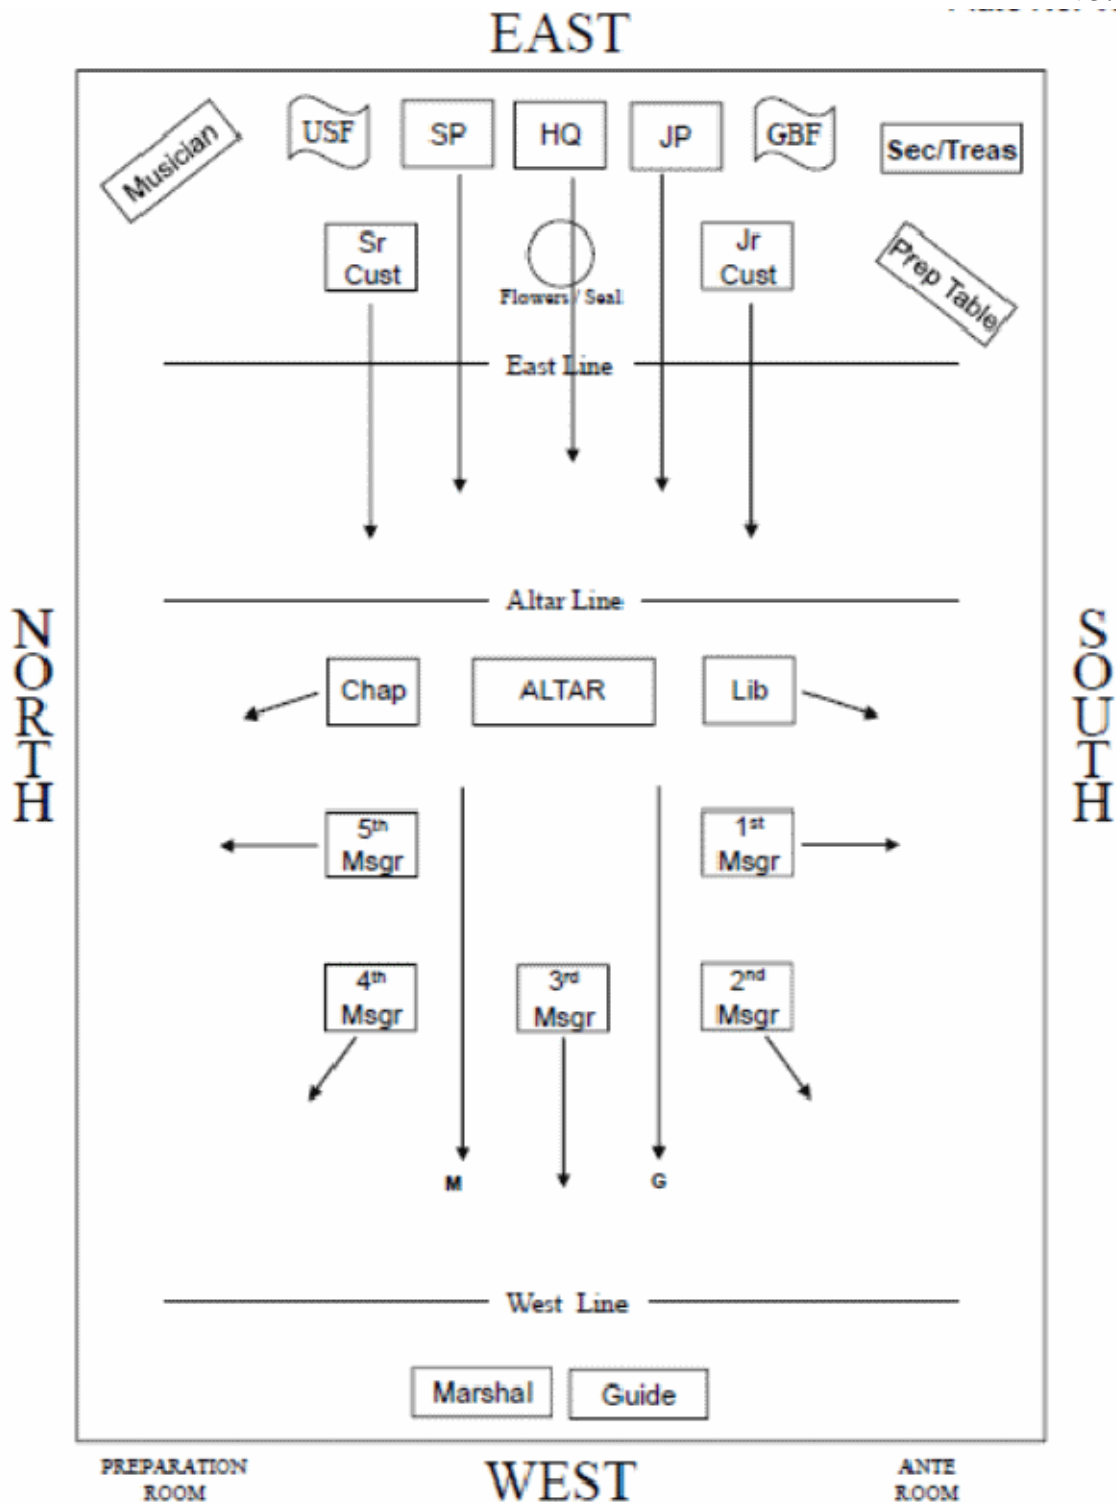 EAST
Musician
USF
SP
HQ
JP
GBF
Sec/Treas
Sr
Cust
Flowers / Seal
Jr
Cust
Prep Table
East Line
Altar Line
NORTH
SOUTH
Chap
ALTAR
Lib
5th
Msgr
1st
Msgr
4th
Msgr
3rd
Msgr
2nd
Msgr
M
G
West Line
Marshal
Guide
PREPARATION
ROOM
WEST
ANTE
ROOM